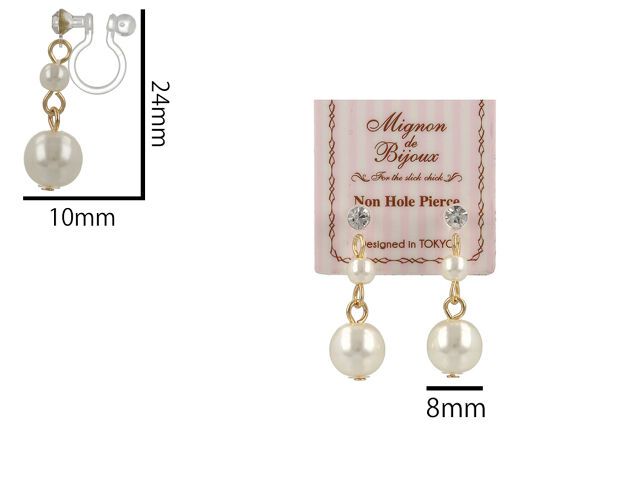 24mm
10mm
Mignon
de
Bijoux
For the slick chick
Non Hole Pierce
Designed in TOKYO
8mm